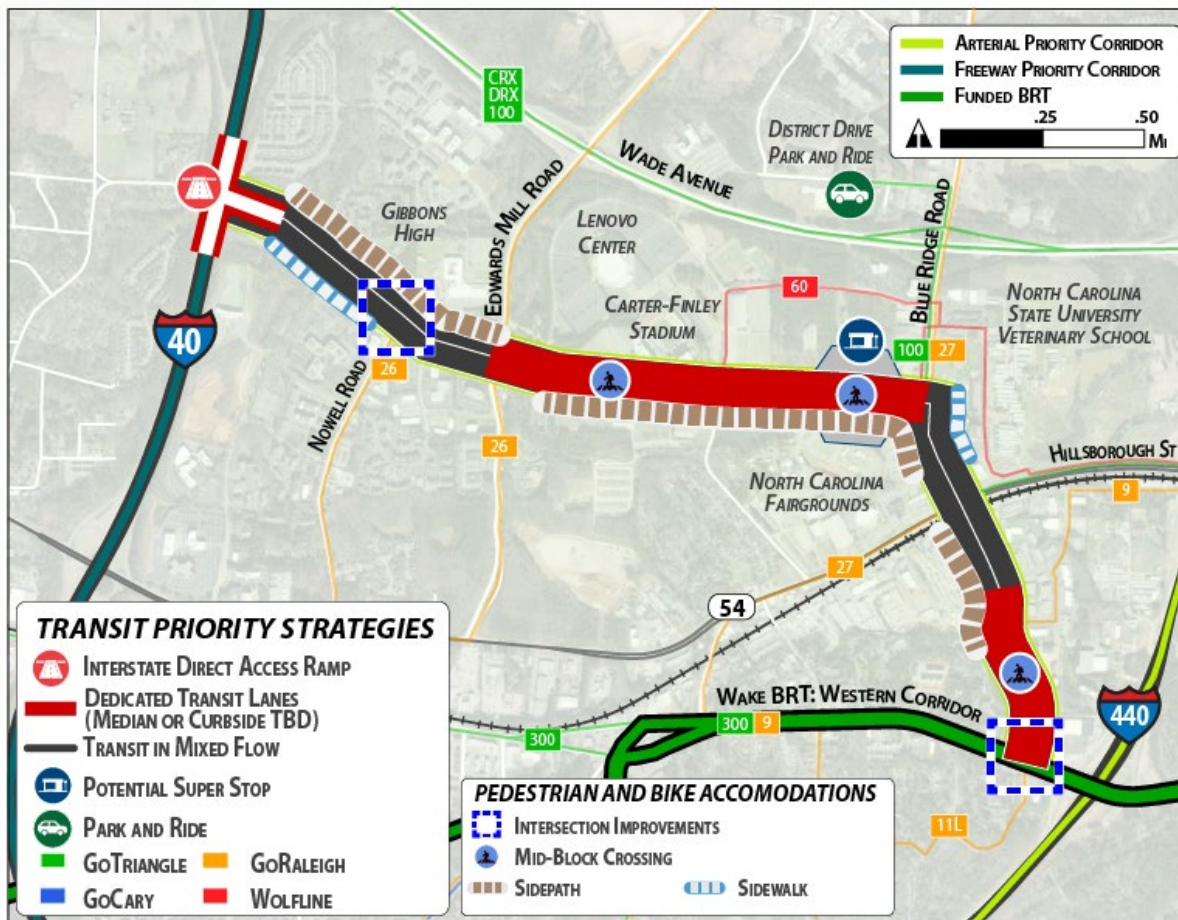 ARTERIAL PRIORITY CORRIDOR
FREEWAY PRIORITY CORRIDOR
FUNDED BRT
.25
.50
MI
CRX
DRX
100
DISTRICT DRIVE
PARK AND RIDE
WADE AVENUE
EDWARDS MILL ROAD
GIBBONS
HIGH
LENOVO
CENTER
BLUE RIDGE ROAD
60
NORTH CAROLINA
STATE UNIVERSITY
VETERINARY SCHOOL
CARTER-FINLEY
STADIUM
40
100
27
NOWELL ROAD
26
26
HILLSBOROUGH ST
9
NORTH CAROLINA
FAIRGROUNDS
27
54
WAKE BRT: WESTERN CORRIDOR
440
300
300
9
11L
TRANSIT PRIORITY STRATEGIES
INTERSTATE DIRECT ACCESS RAMP
DEDICATED TRANSIT LANES
(MEDIAN OR CURBSIDE TBD)
TRANSIT IN MIXED FLOW
POTENTIAL SUPER STOP
PARK AND RIDE
GOTRIANGLE
GORALEIGH
GOCARY
WOLFLINE
PEDESTRIAN AND BIKE ACCOMODATIONS
INTERSECTION IMPROVEMENTS
MID-BLOCK CROSSING
SIDEPATH
SIDEWALK